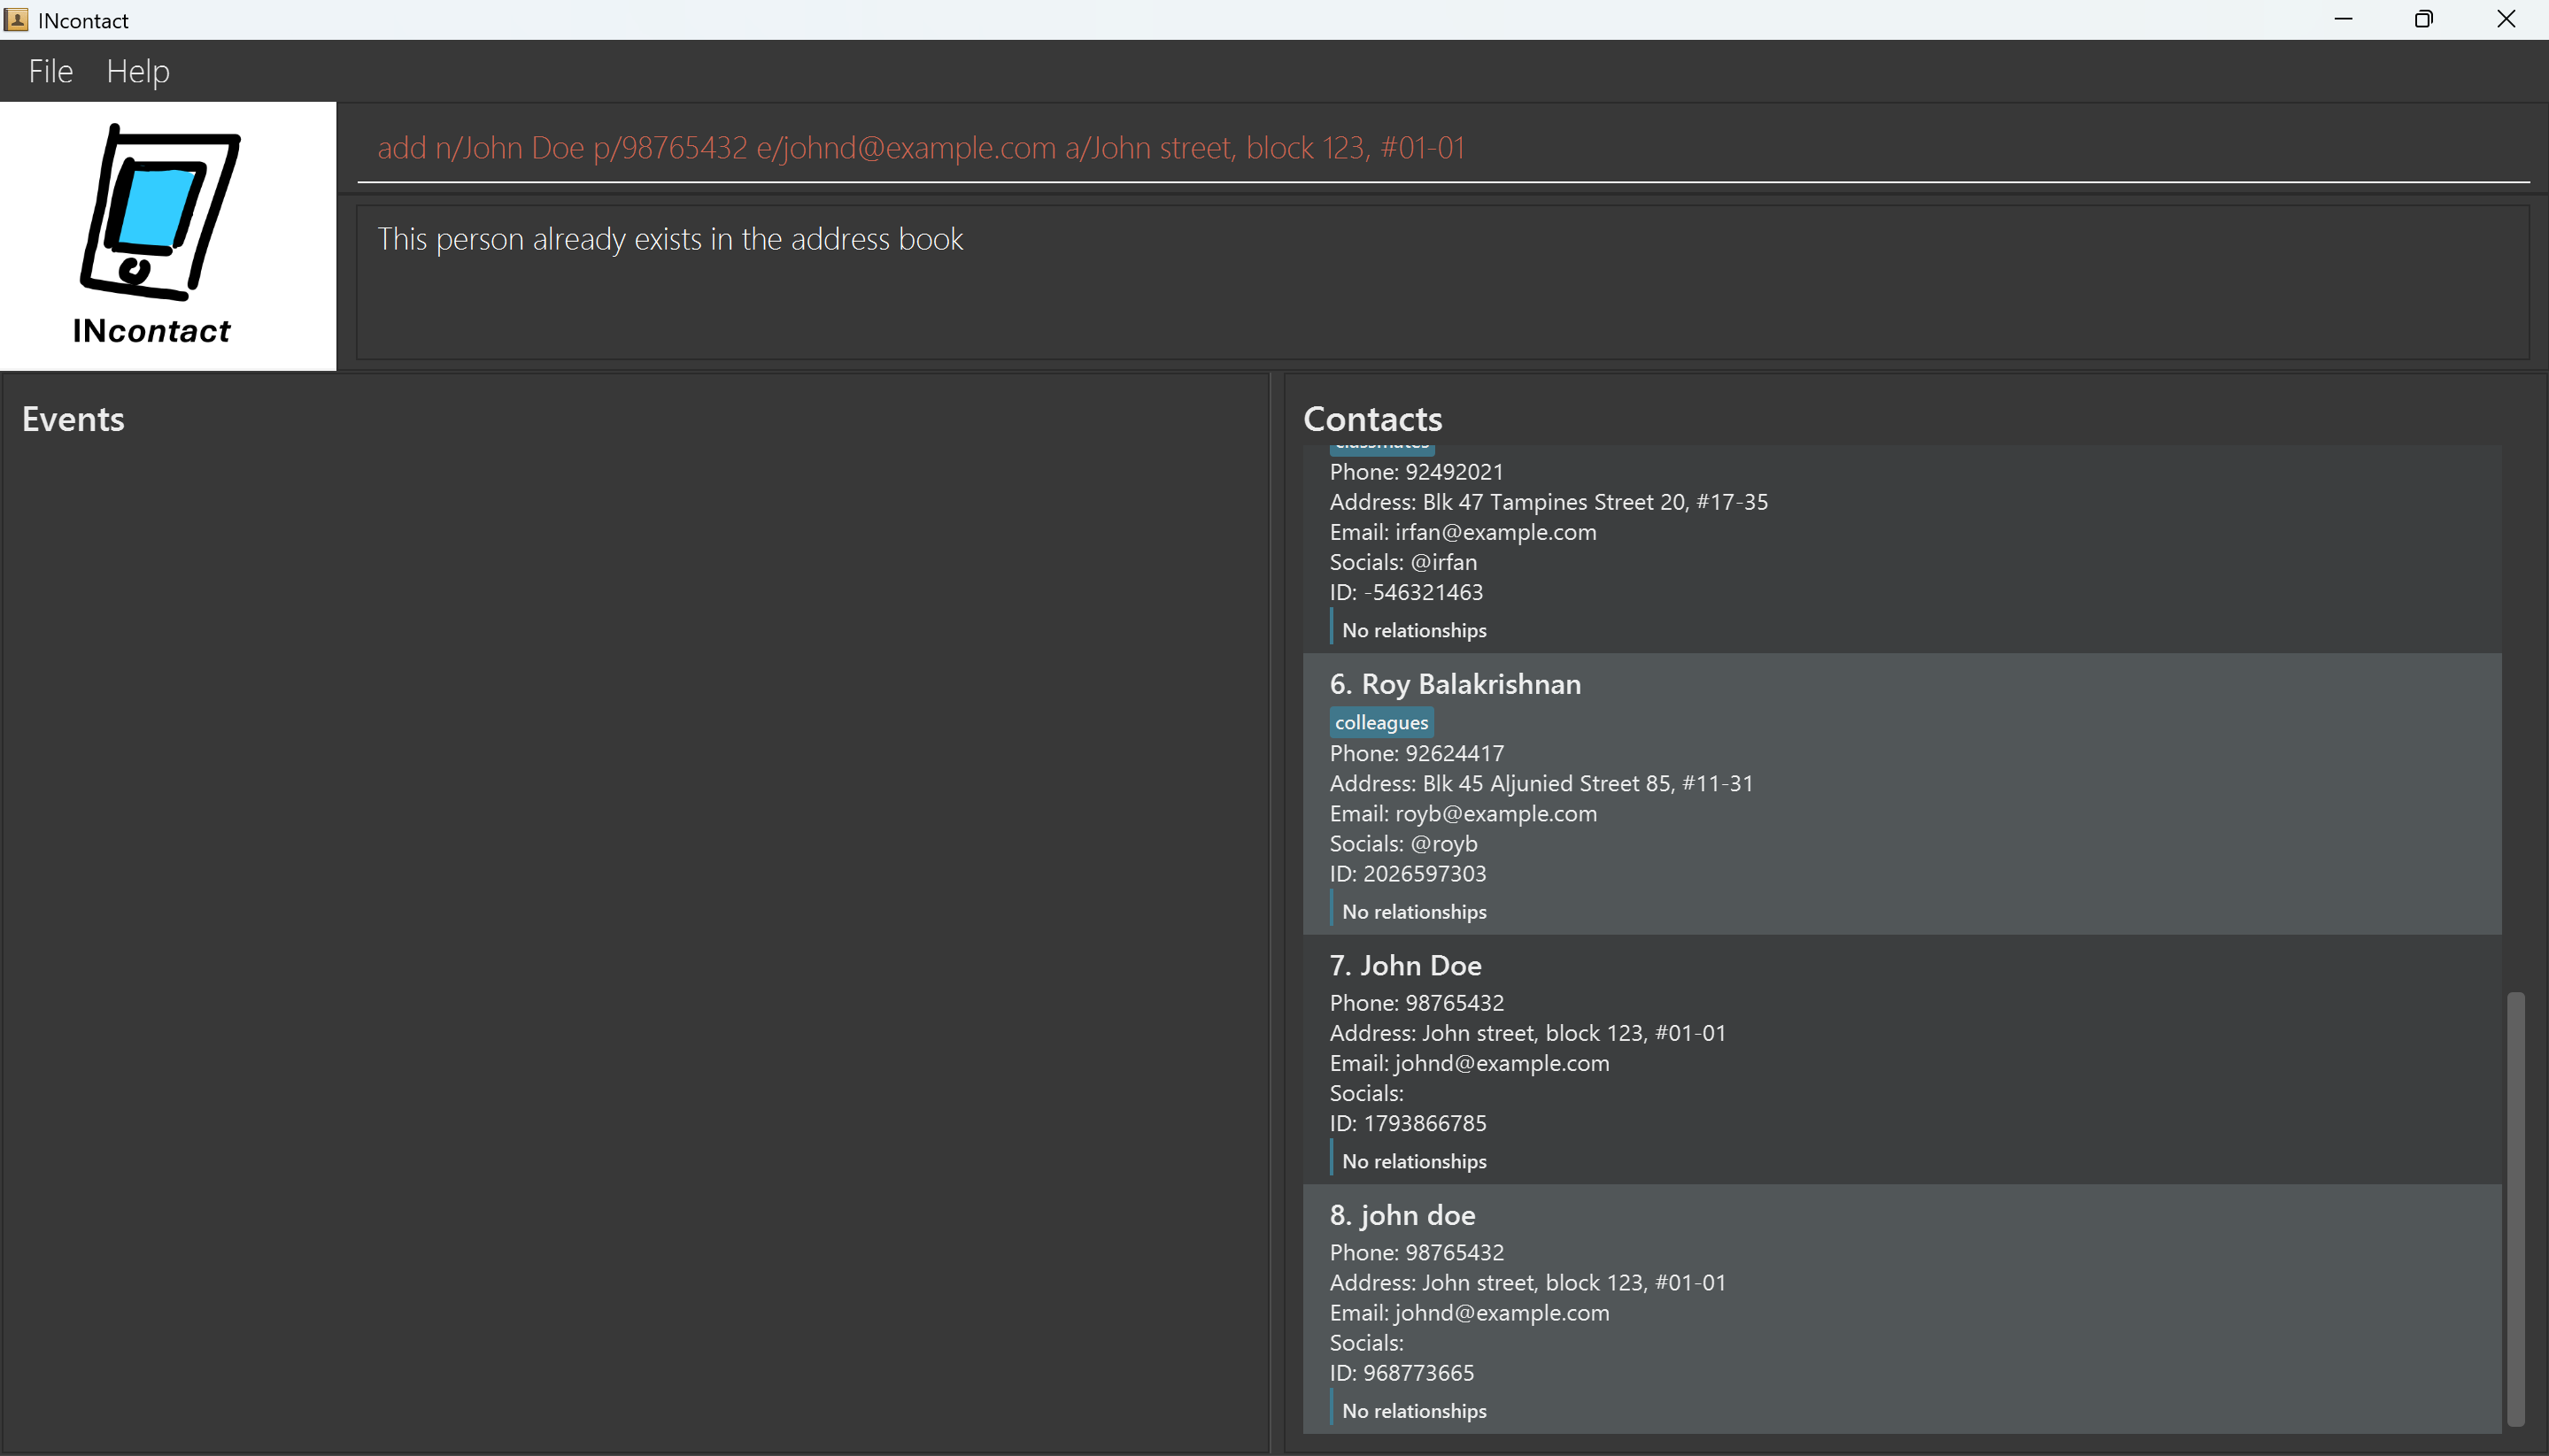 INcontact
File Help
add n/John Doe p/98765432 e/johnd@example.com a/John street, block 123, #01-01
This person already exists in the address book
INcontact
Events
Contacts
classmates
Phone: 92492021
Address: Blk 47 Tampines Street 20, #17-35
Email: irfan@example.com
Socials: @irfan
ID: -546321463
No relationships
6. Roy Balakrishnan
colleagues
Phone: 92624417
Address: Blk 45 Aljunied Street 85, #11-31
Email: royb@example.com
Socials: @royb
ID: 2026597303
No relationships
7. John Doe
Phone: 98765432
Address: John street, block 123, #01-01
Email: johnd@example.com
Socials:
ID: 1793866785
No relationships
8. john doe
Phone: 98765432
Address: John street, block 123, #01-01
Email: johnd@example.com
Socials:
ID: 968773665
No relationships